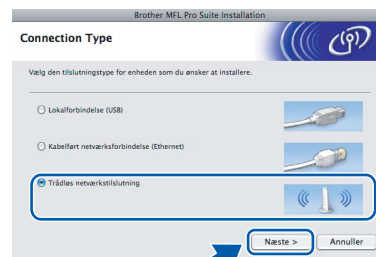 Brother MFL Pro Suite Installation
Connection Type
Vælg den tilslutningstype for enheden som du ønsker at installere.
Lokalforbindelse (USB)
Kabelført netværksforbindelse (Ethernet)
Trådløs netværkstilslutning
Næste >
Annuller